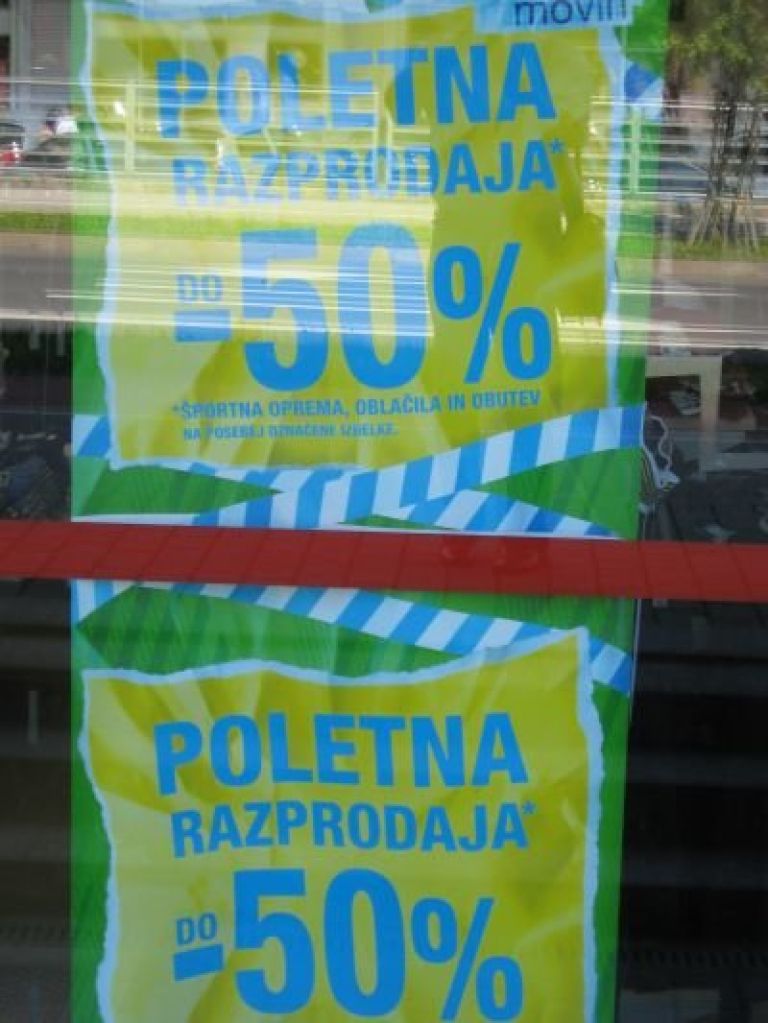 movin
POLETNA
RAZPRODAJA*
DO
-50%
*ŠPORTNA OPREMA, OBLAČILA IN OBUTEV
NA POSEBEJ OZNAČENE IZDELKE.
POLETNA
RAZPRODAJA*
DO
-50%